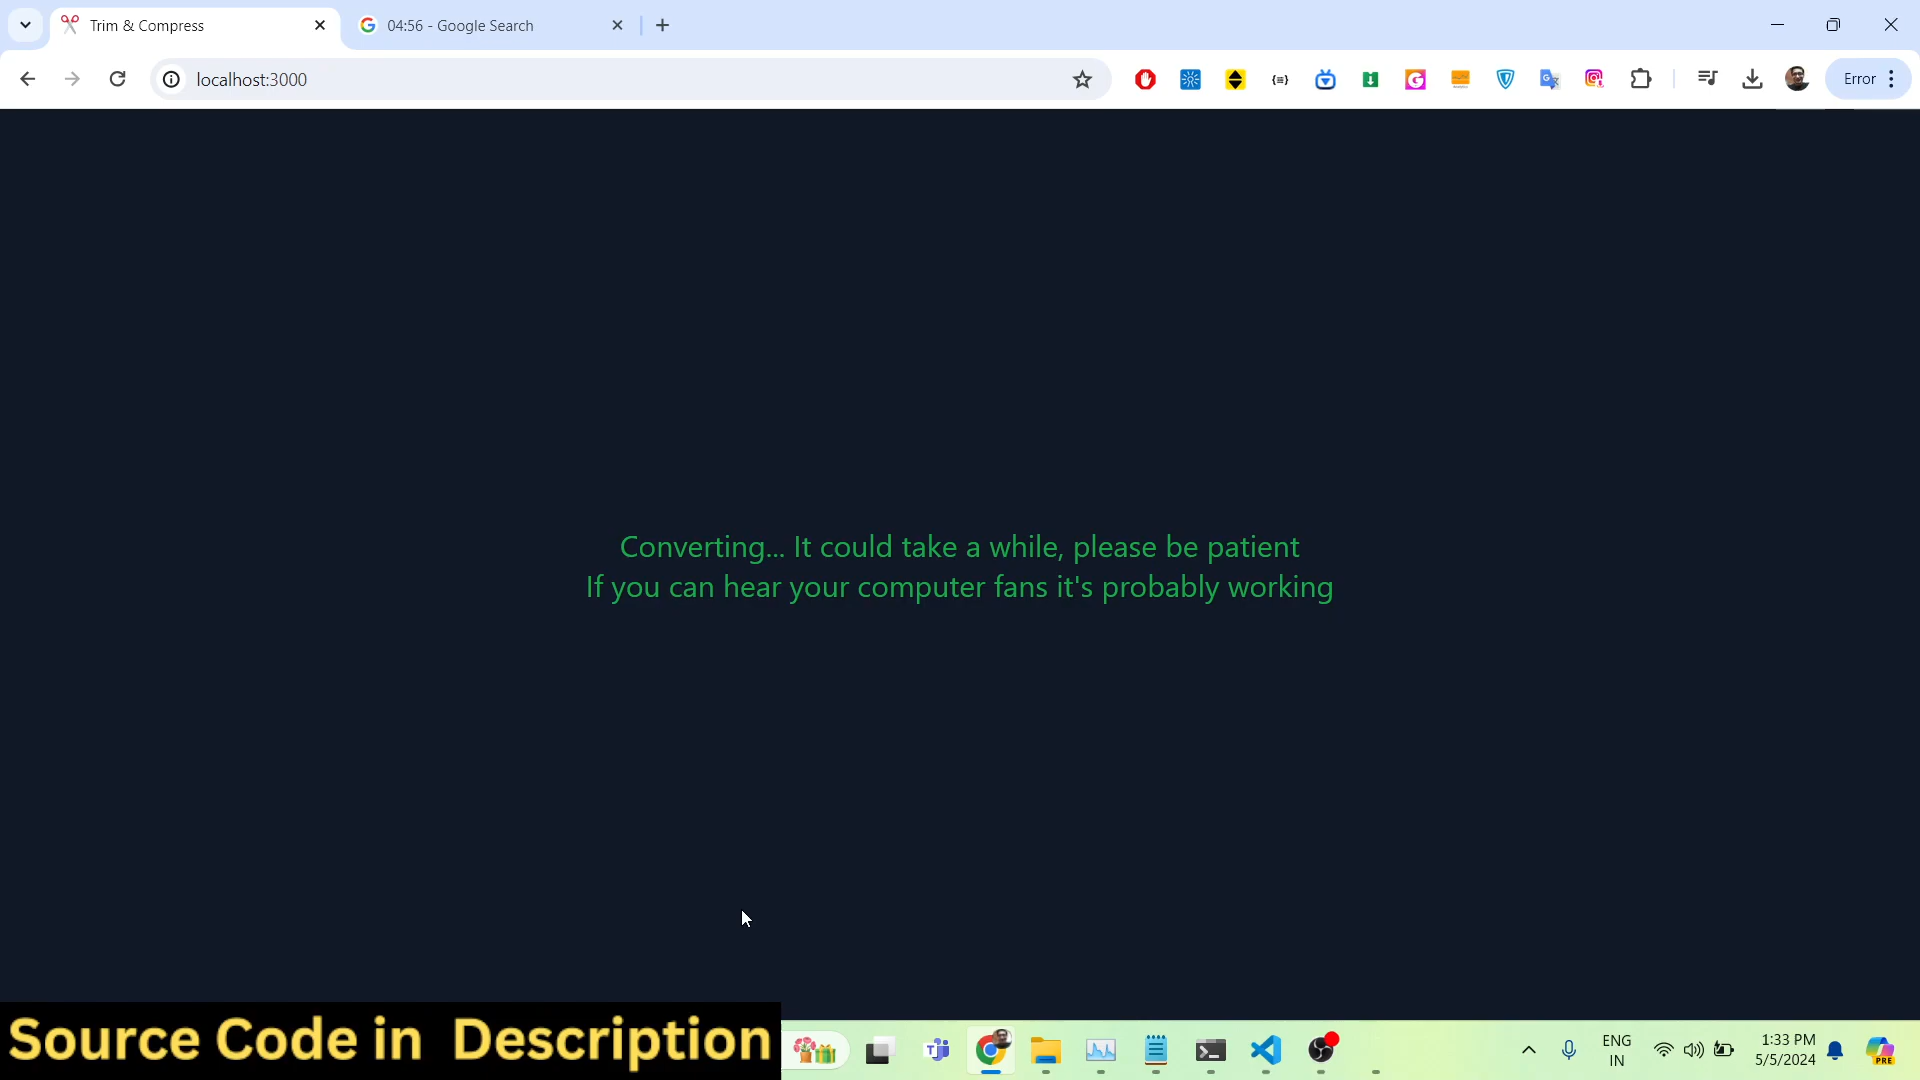 Trim & Compress
04:56 - Google Search
localhost:3000
Error
Converting... It could take a while, please be patient
If you can hear your computer fans it's probably working
Source Code in Description
ENG
IN
1:33 PM
5/5/2024
PRE